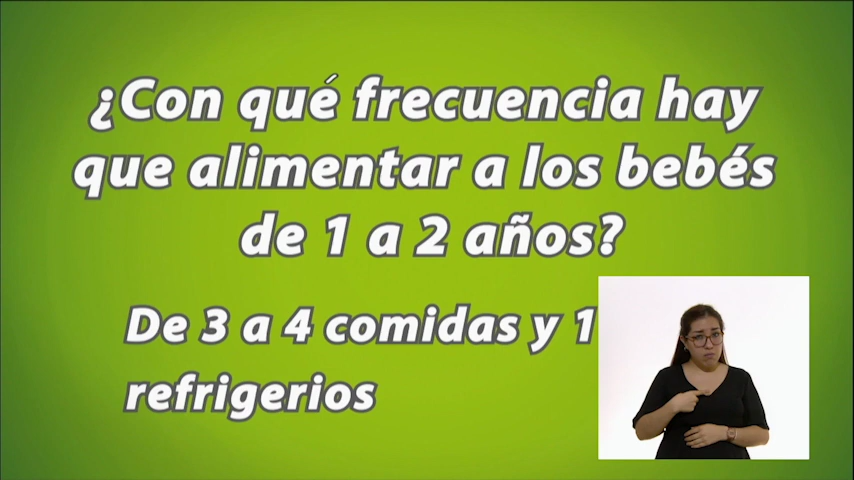 ¿Con qué frecuencia hay
que alimentar a los bebés
de 1 a 2 años?
De 3 a 4 comidas y 1
refrigerios